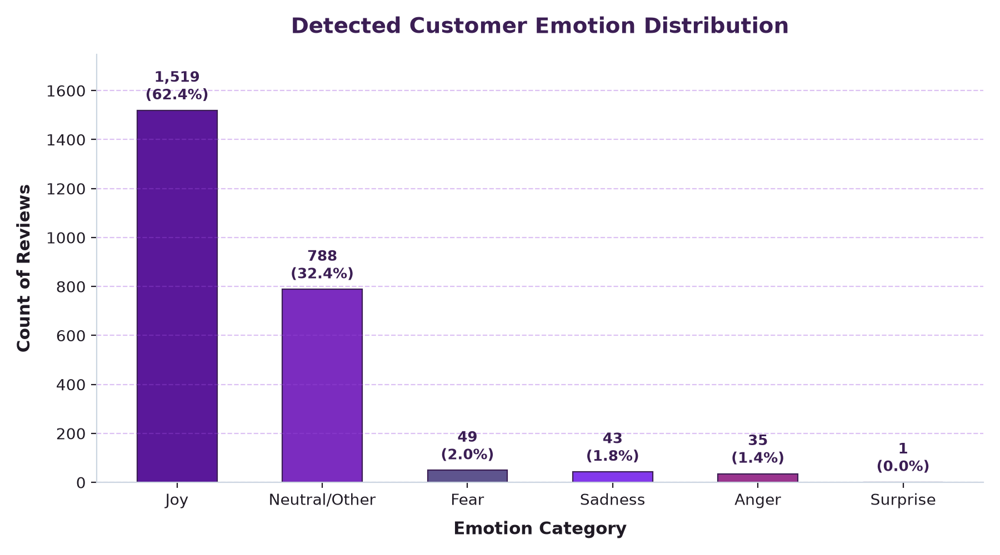 Detected Customer Emotion Distribution
Count of Reviews
1600
1400
1200
1000
800
600
400
200
0
1,519
(62.4%)
788
(32.4%)
49
(2.0%)
43
(1.8%)
35
(1.4%)
1
(0.0%)
Joy
Neutral/Other
Fear
Sadness
Anger
Surprise
Emotion Category